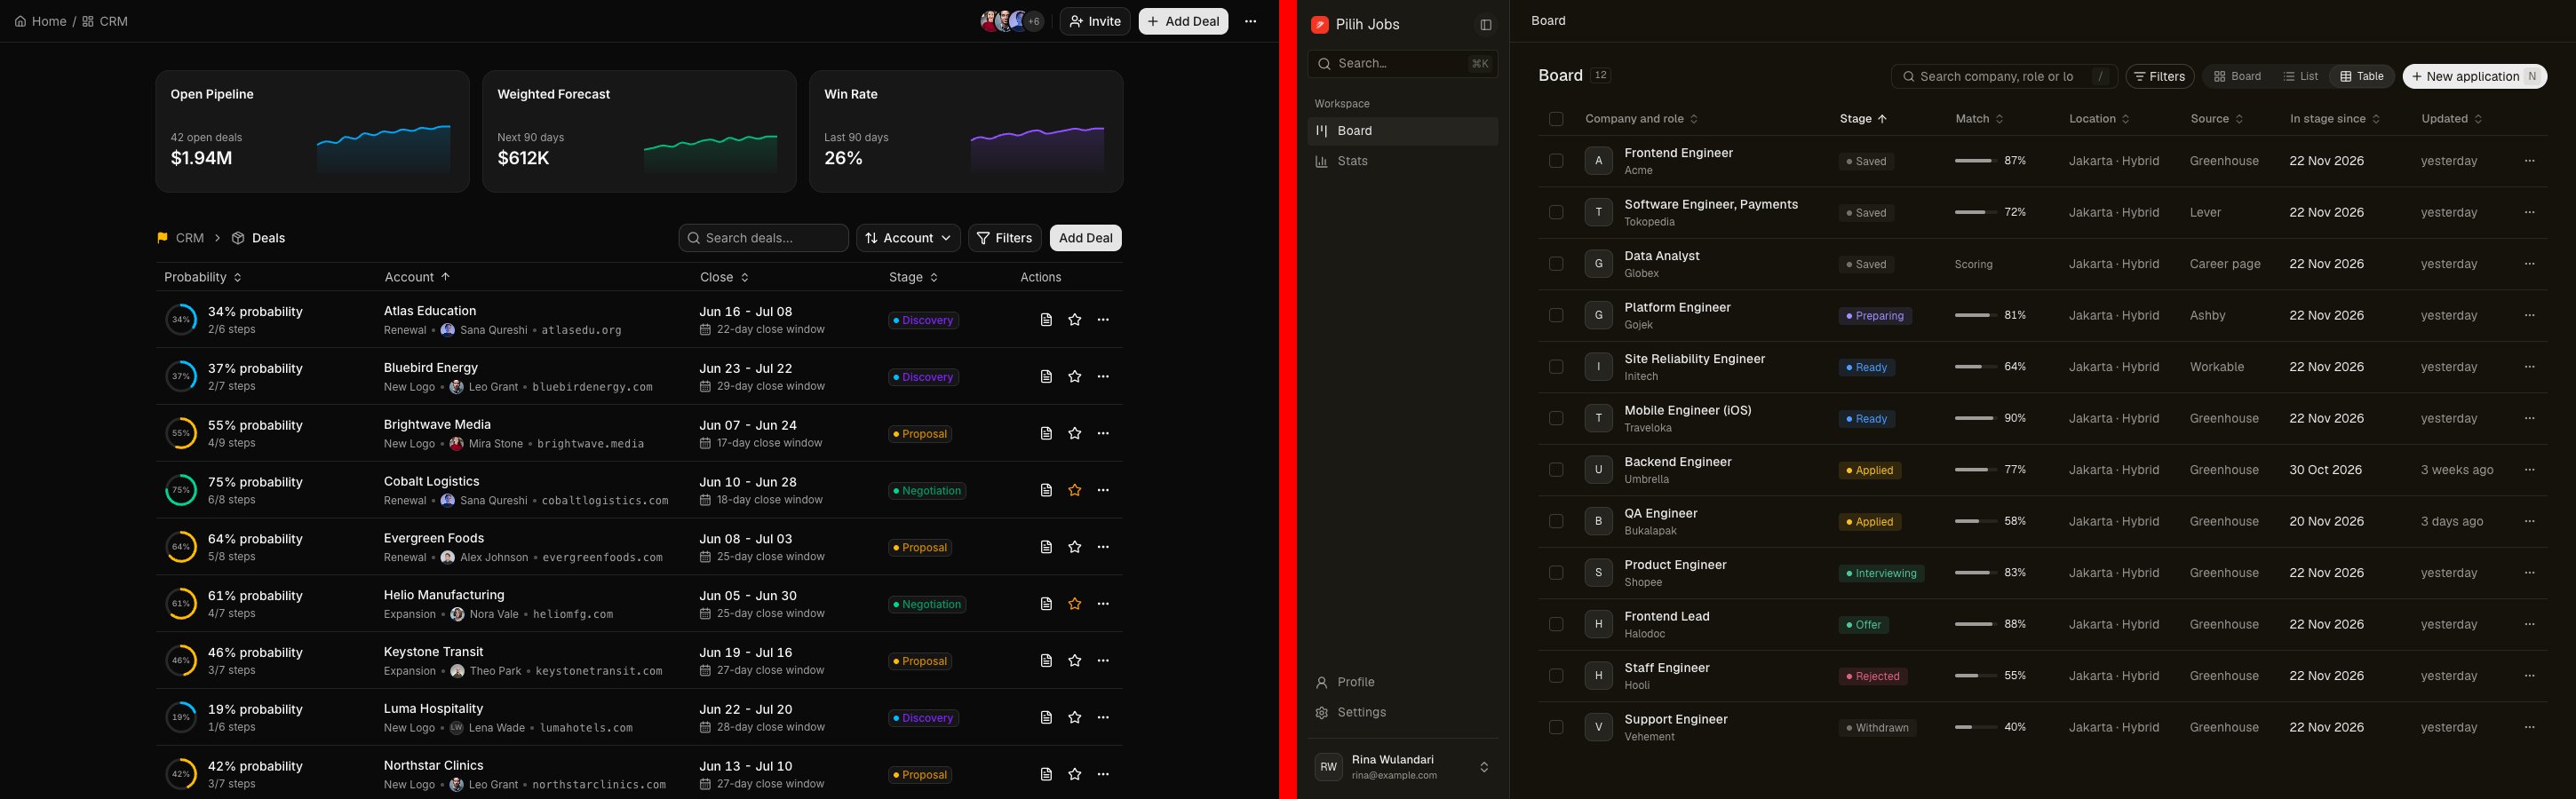 Home / CRM
+6
Invite
+ Add Deal
Open Pipeline
42 open deals
$1.94M
Weighted Forecast
Next 90 days
$612K
Win Rate
Last 90 days
26%
CRM > Deals
Search deals...
Account
Filters
Add Deal
Probability Account Close Stage Actions
34% 34% probability Atlas Education Jun 16 - Jul 08 Discovery
2/6 steps Renewal • Sana Qureshi • atlasedu.org 22-day close window
37% 37% probability Bluebird Energy Jun 23 - Jul 22 Discovery
2/7 steps New Logo • Leo Grant • bluebirdenergy.com 29-day close window
55% 55% probability Brightwave Media Jun 07 - Jun 24 Proposal
4/9 steps New Logo • Mira Stone • brightwave.media 17-day close window
75% 75% probability Cobalt Logistics Jun 10 - Jun 28 Negotiation
6/8 steps Renewal • Sana Qureshi • cobaltlogistics.com 18-day close window
64% 64% probability Evergreen Foods Jun 08 - Jul 03 Proposal
5/8 steps Renewal • Alex Johnson • evergreenfoods.com 25-day close window
61% 61% probability Helio Manufacturing Jun 05 - Jun 30 Negotiation
4/7 steps Expansion • Nora Vale • heliomfg.com 25-day close window
46% 46% probability Keystone Transit Jun 19 - Jul 16 Proposal
3/7 steps Expansion • Theo Park • keystonetransit.com 27-day close window
19% 19% probability Luma Hospitality Jun 22 - Jul 20 Discovery
1/6 steps New Logo • LW Lena Wade • lumahotels.com 28-day close window
42% 42% probability Northstar Clinics Jun 13 - Jul 10 Proposal
3/7 steps New Logo • Leo Grant • northstarclinics.com 27-day close window
Pilih Jobs
Search... ⌘K
Workspace
Board
Stats
Profile
Settings
RW Rina Wulandari
rina@example.com
Board
Board 12
Search company, role or lo /
Filters
Board List Table
+ New application N
Company and role Stage Match Location Source In stage since Updated
A Frontend Engineer Saved 87% Jakarta · Hybrid Greenhouse 22 Nov 2026 yesterday
Acme
T Software Engineer, Payments Saved 72% Jakarta · Hybrid Lever 22 Nov 2026 yesterday
Tokopedia
G Data Analyst Saved Scoring Jakarta · Hybrid Career page 22 Nov 2026 yesterday
Globex
G Platform Engineer Preparing 81% Jakarta · Hybrid Ashby 22 Nov 2026 yesterday
Gojek
I Site Reliability Engineer Ready 64% Jakarta · Hybrid Workable 22 Nov 2026 yesterday
Initech
T Mobile Engineer (iOS) Ready 90% Jakarta · Hybrid Greenhouse 22 Nov 2026 yesterday
Traveloka
U Backend Engineer Applied 77% Jakarta · Hybrid Greenhouse 30 Oct 2026 3 weeks ago
Umbrella
B QA Engineer Applied 58% Jakarta · Hybrid Greenhouse 20 Nov 2026 3 days ago
Bukalapak
S Product Engineer Interviewing 83% Jakarta · Hybrid Greenhouse 22 Nov 2026 yesterday
Shopee
H Frontend Lead Offer 88% Jakarta · Hybrid Greenhouse 22 Nov 2026 yesterday
Halodoc
H Staff Engineer Rejected 55% Jakarta · Hybrid Greenhouse 22 Nov 2026 yesterday
Hooli
V Support Engineer Withdrawn 40% Jakarta · Hybrid Greenhouse 22 Nov 2026 yesterday
Vehement